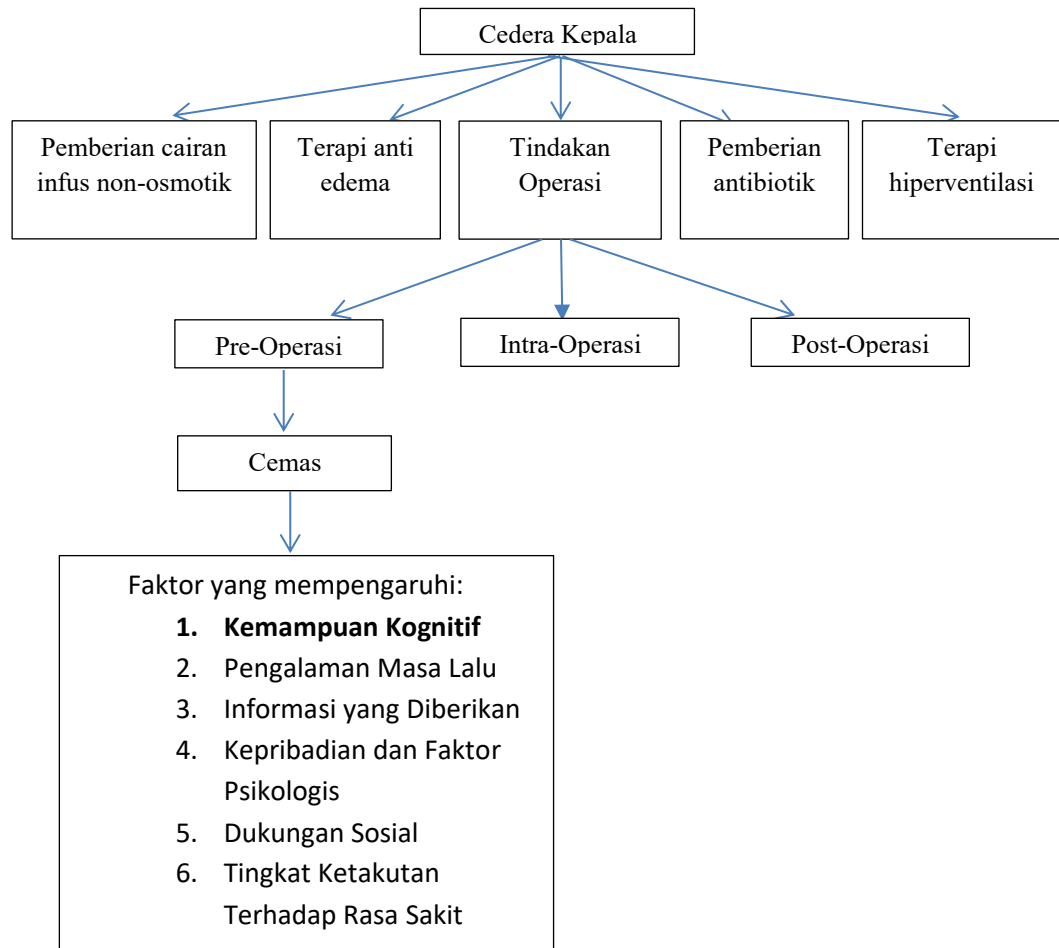 Cedera Kepala
Pemberian cairan
infus non-osmotik
Terapi anti
edema
Tindakan
Operasi
Pemberian
antibiotik
Terapi
hiperventilasi
Pre-Operasi
Intra-Operasi
Post-Operasi
Cemas
Faktor yang mempengaruhi:
1. Kemampuan Kognitif
2. Pengalaman Masa Lalu
3. Informasi yang Diberikan
4. Kepribadian dan Faktor
Psikologis
5. Dukungan Sosial
6. Tingkat Ketakutan
Terhadap Rasa Sakit